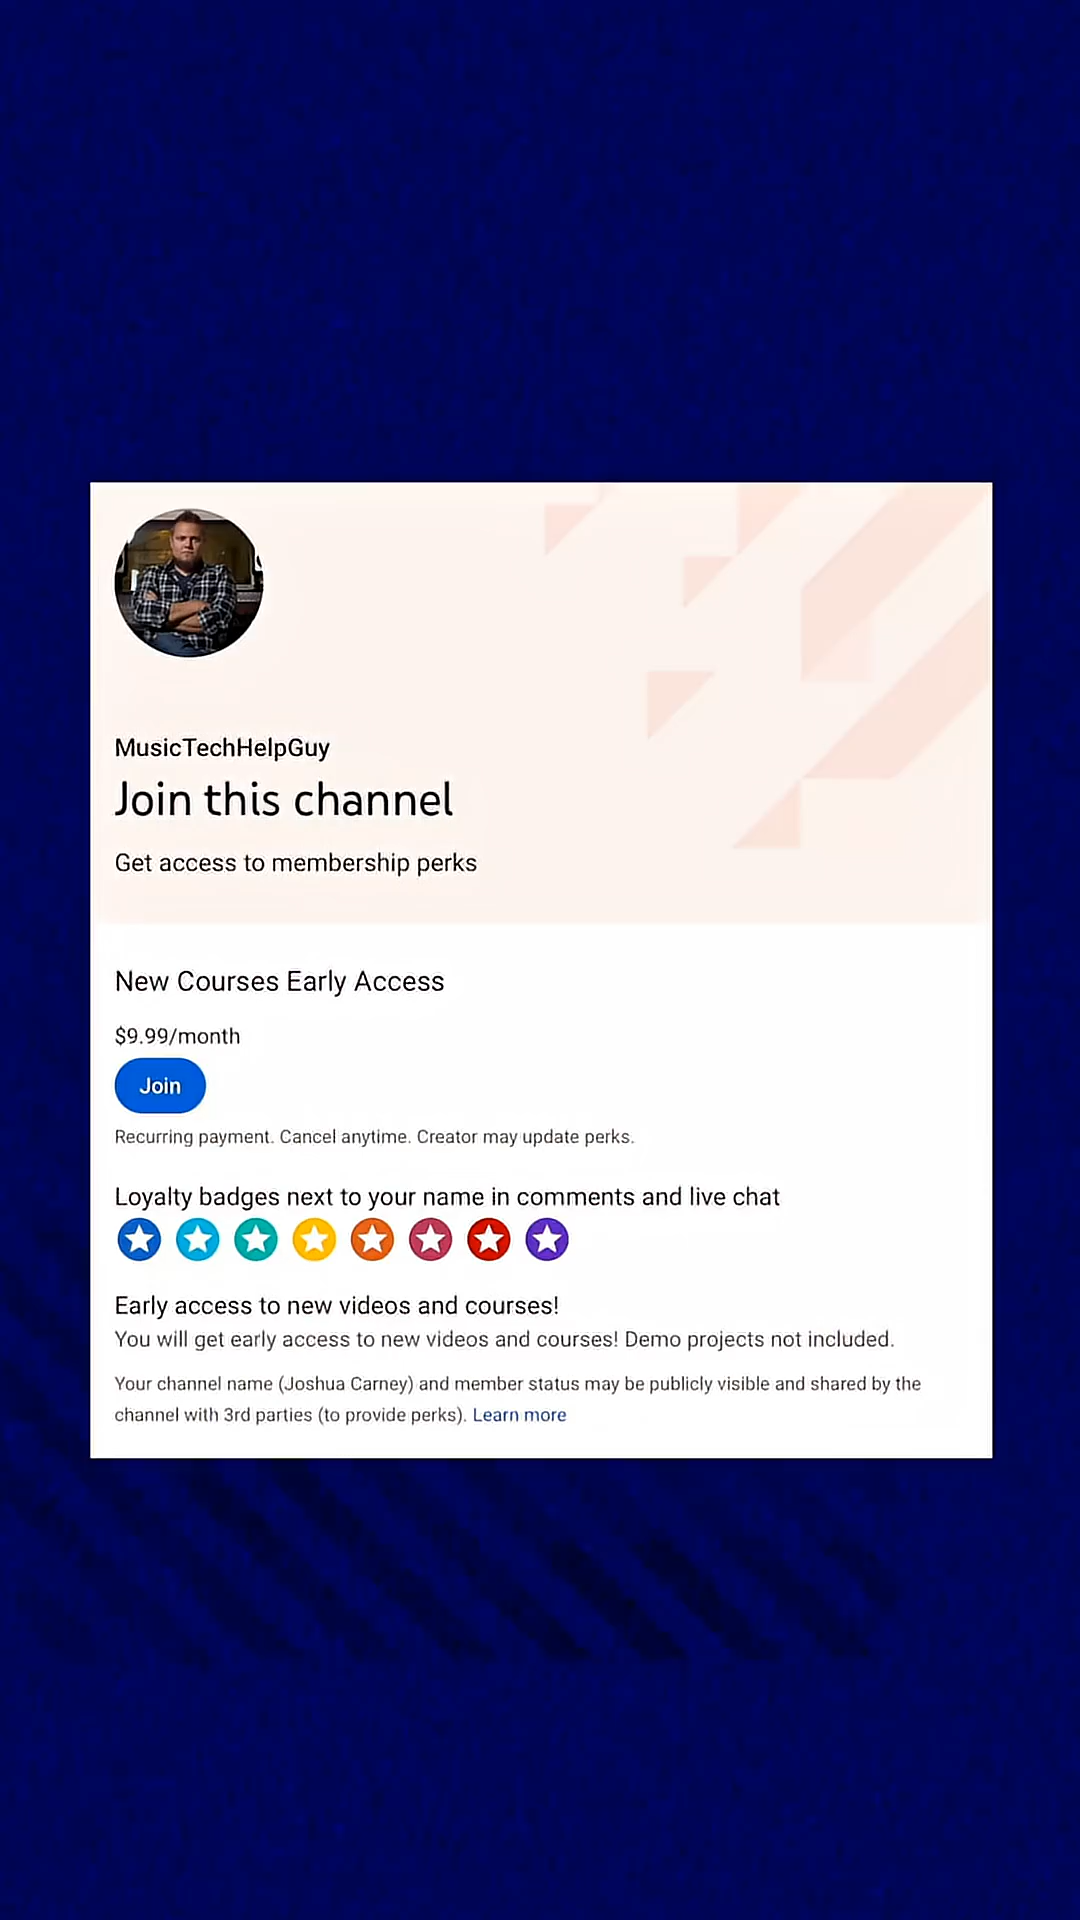 MusicTechHelpGuy
Join this channel
Get access to membership perks
New Courses Early Access
$9.99/month
Join
Recurring payment. Cancel anytime. Creator may update perks.
Loyalty badges next to your name in comments and live chat
Early access to new videos and courses!
You will get early access to new videos and courses! Demo projects not included.
Your channel name (Joshua Carney) and member status may be publicly visible and shared by the
channel with 3rd parties (to provide perks). Learn more